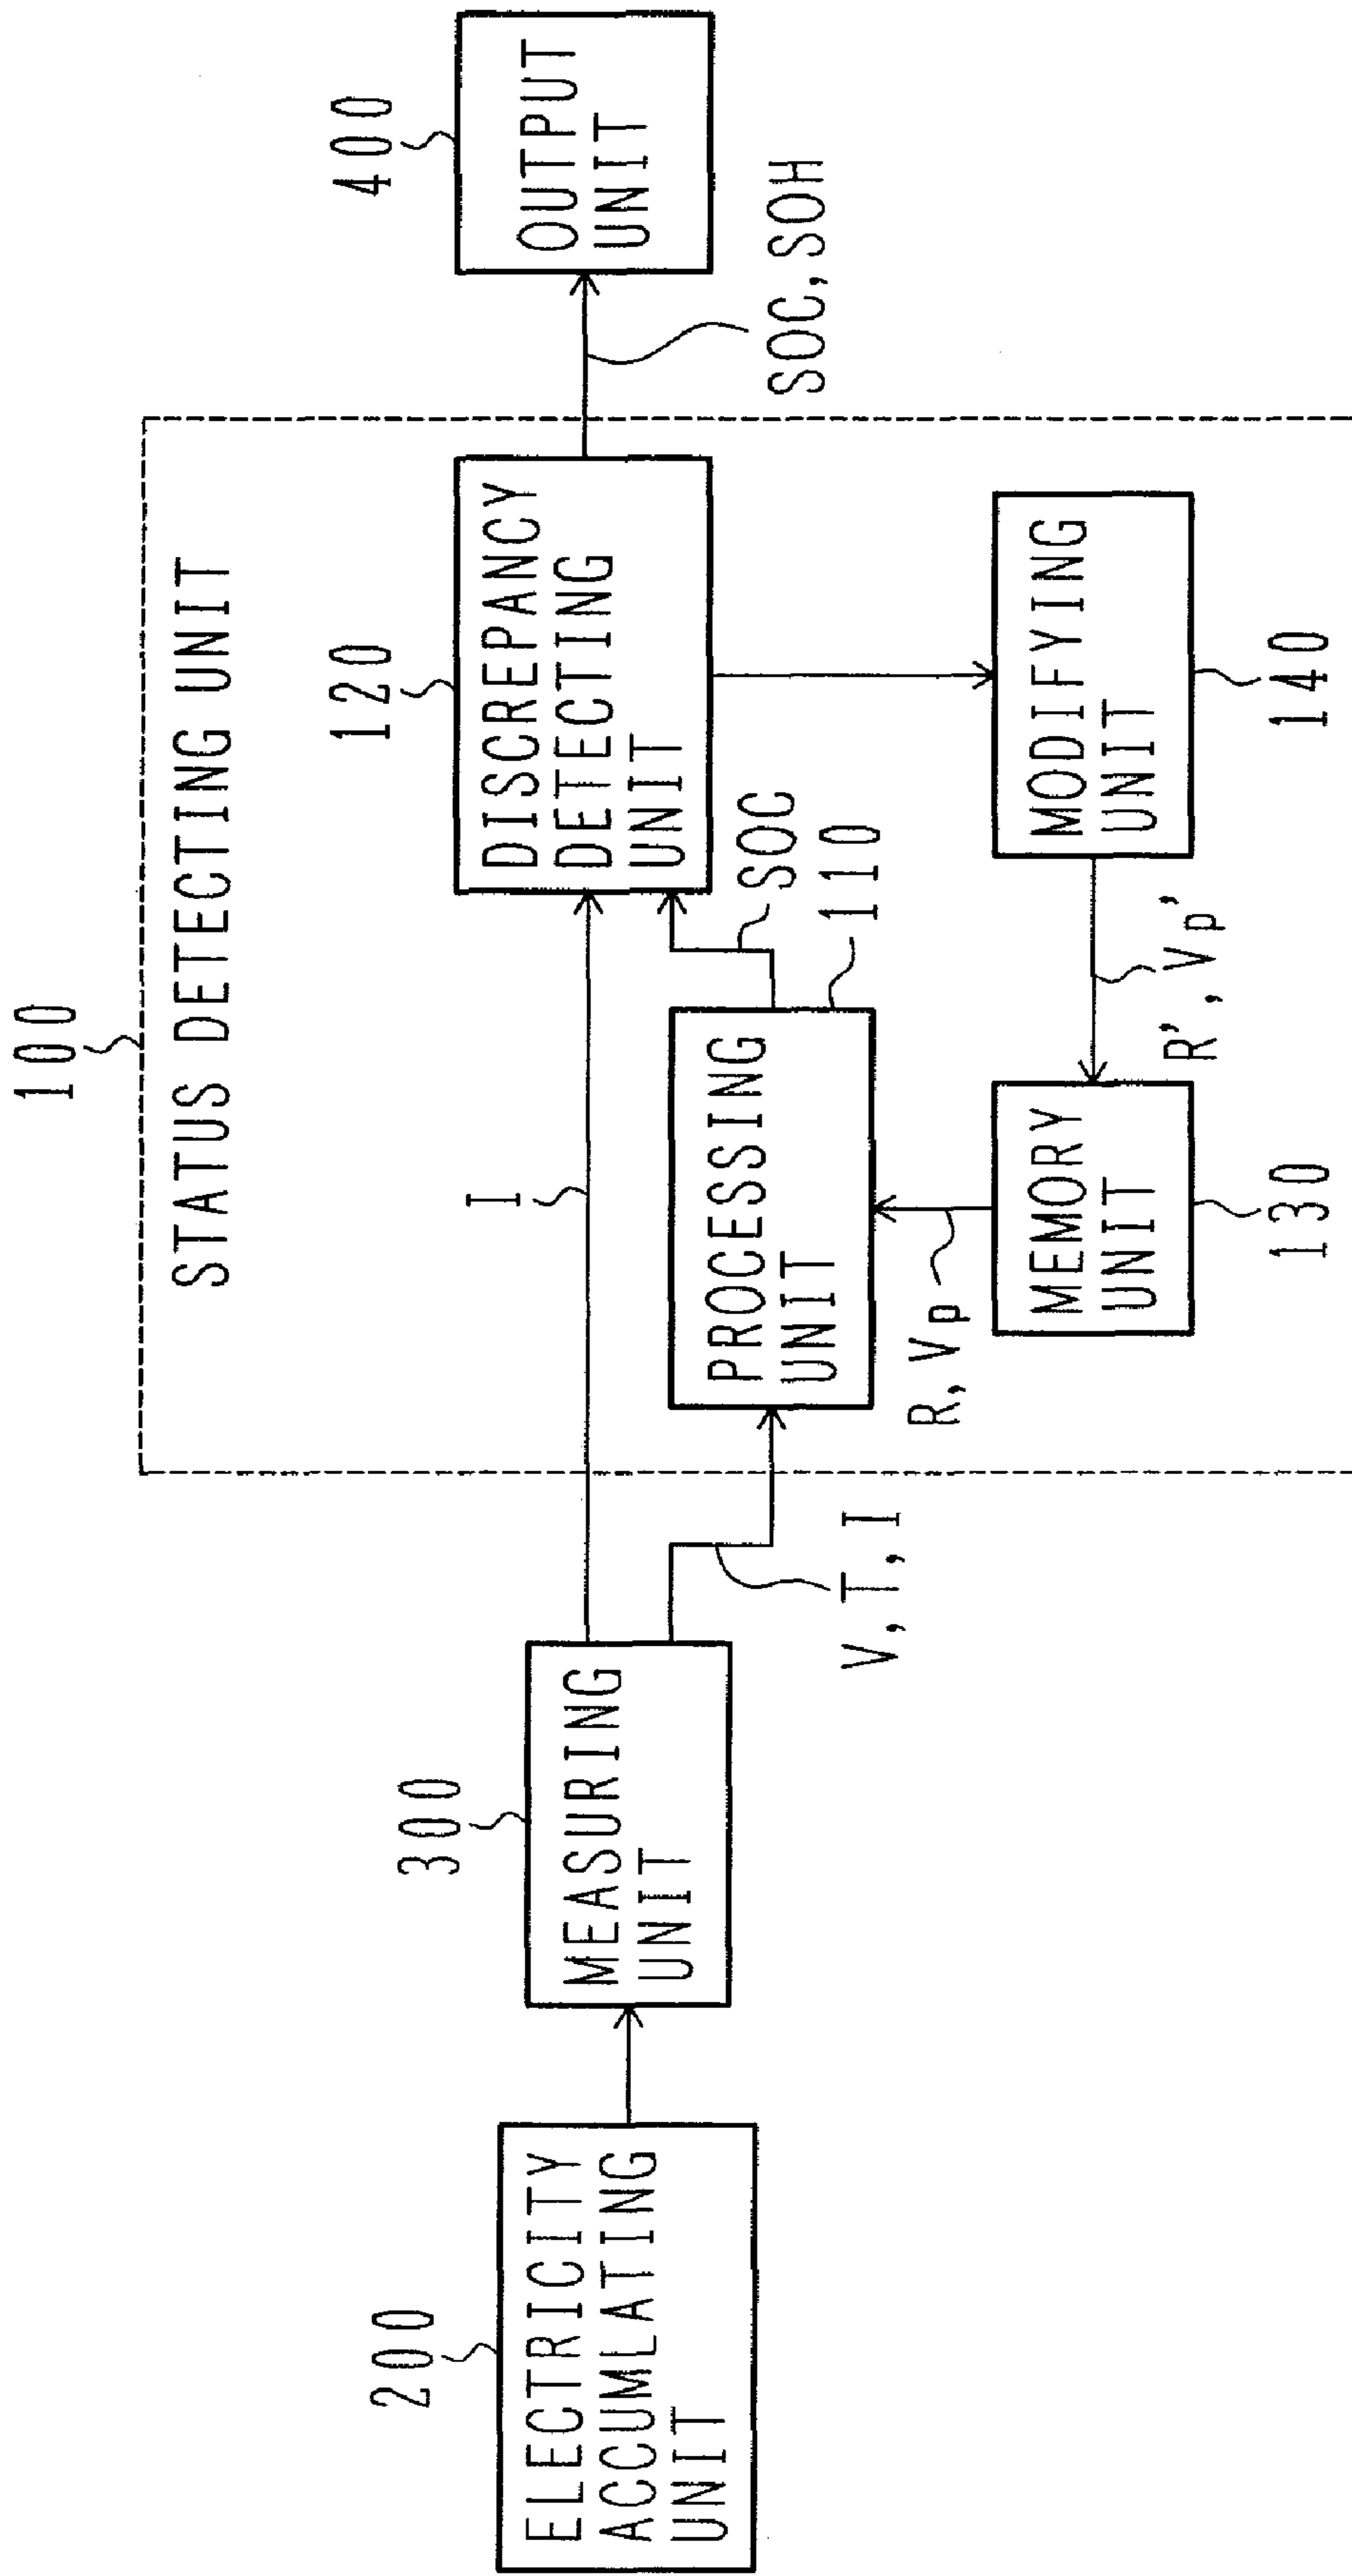 100
STATUS DETECTING UNIT
200
ELECTRICITY
ACCUMLATING
UNIT
300
MEASURING
UNIT
I
V, T, I
PROCESSING
UNIT
110
SOC
120
DISCREPANCY
DETECTING
UNIT
R, Vp
MEMORY
UNIT
130
R', Vp'
MODIFYING
UNIT
140
400
OUTPUT
UNIT
SOC, SOH